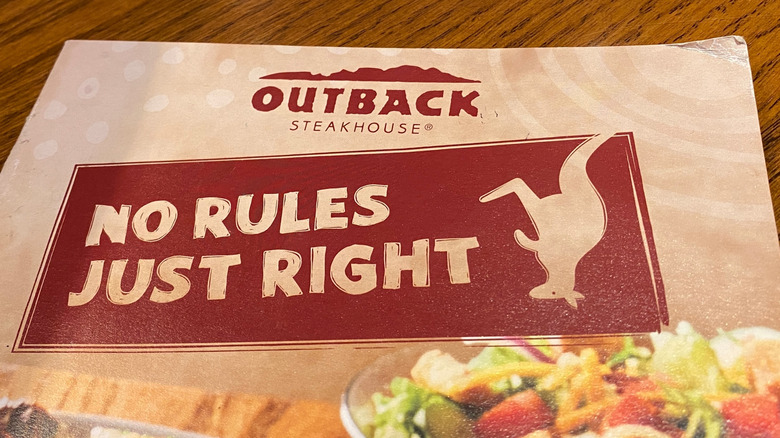 OUTBACK
STEAKHOUSE®
NO RULES
JUST RIGHT